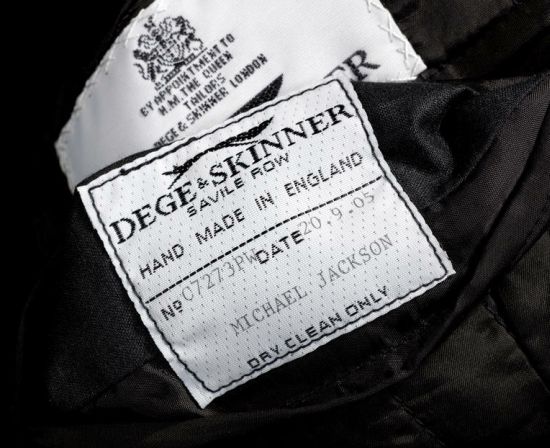 BY APPOINTMENT TO
H.M. THE QUEEN
TAILORS
DEGE & SKINNER LONDON
DEGE & SKINNER
SAVILE ROW
HAND MADE IN ENGLAND
No C7273PW DATE 20.9.05
MICHAEL JACKSON
DRY CLEAN ONLY